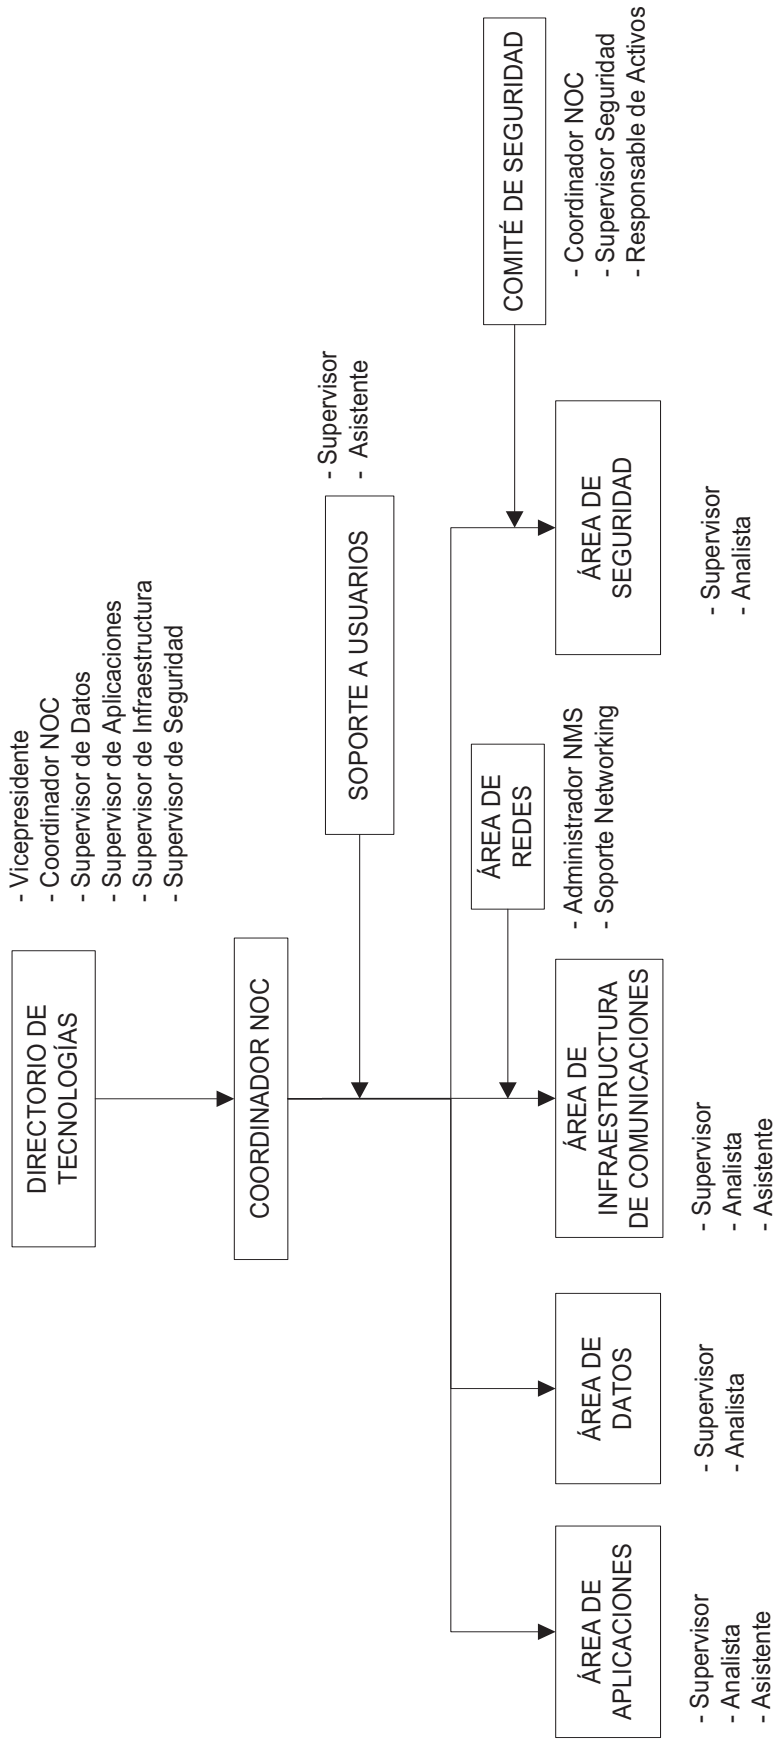 DIRECTORIO DE
TECNOLOGÍAS
- Vicepresidente
- Coordinador NOC
- Supervisor de Datos
- Supervisor de Aplicaciones
- Supervisor de Infraestructura
- Supervisor de Seguridad
COORDINADOR NOC
SOPORTE A USUARIOS
- Supervisor
- Asistente
ÁREA DE
REDES
- Administrador NMS
- Soporte Networking
COMITÉ DE SEGURIDAD
- Coordinador NOC
- Supervisor Seguridad
- Responsable de Activos
ÁREA DE
APLICACIONES
- Supervisor
- Analista
- Asistente
ÁREA DE
DATOS
- Supervisor
- Analista
ÁREA DE
INFRAESTRUCTURA
DE COMUNICACIONES
- Supervisor
- Analista
- Asistente
ÁREA DE
SEGURIDAD
- Supervisor
- Analista